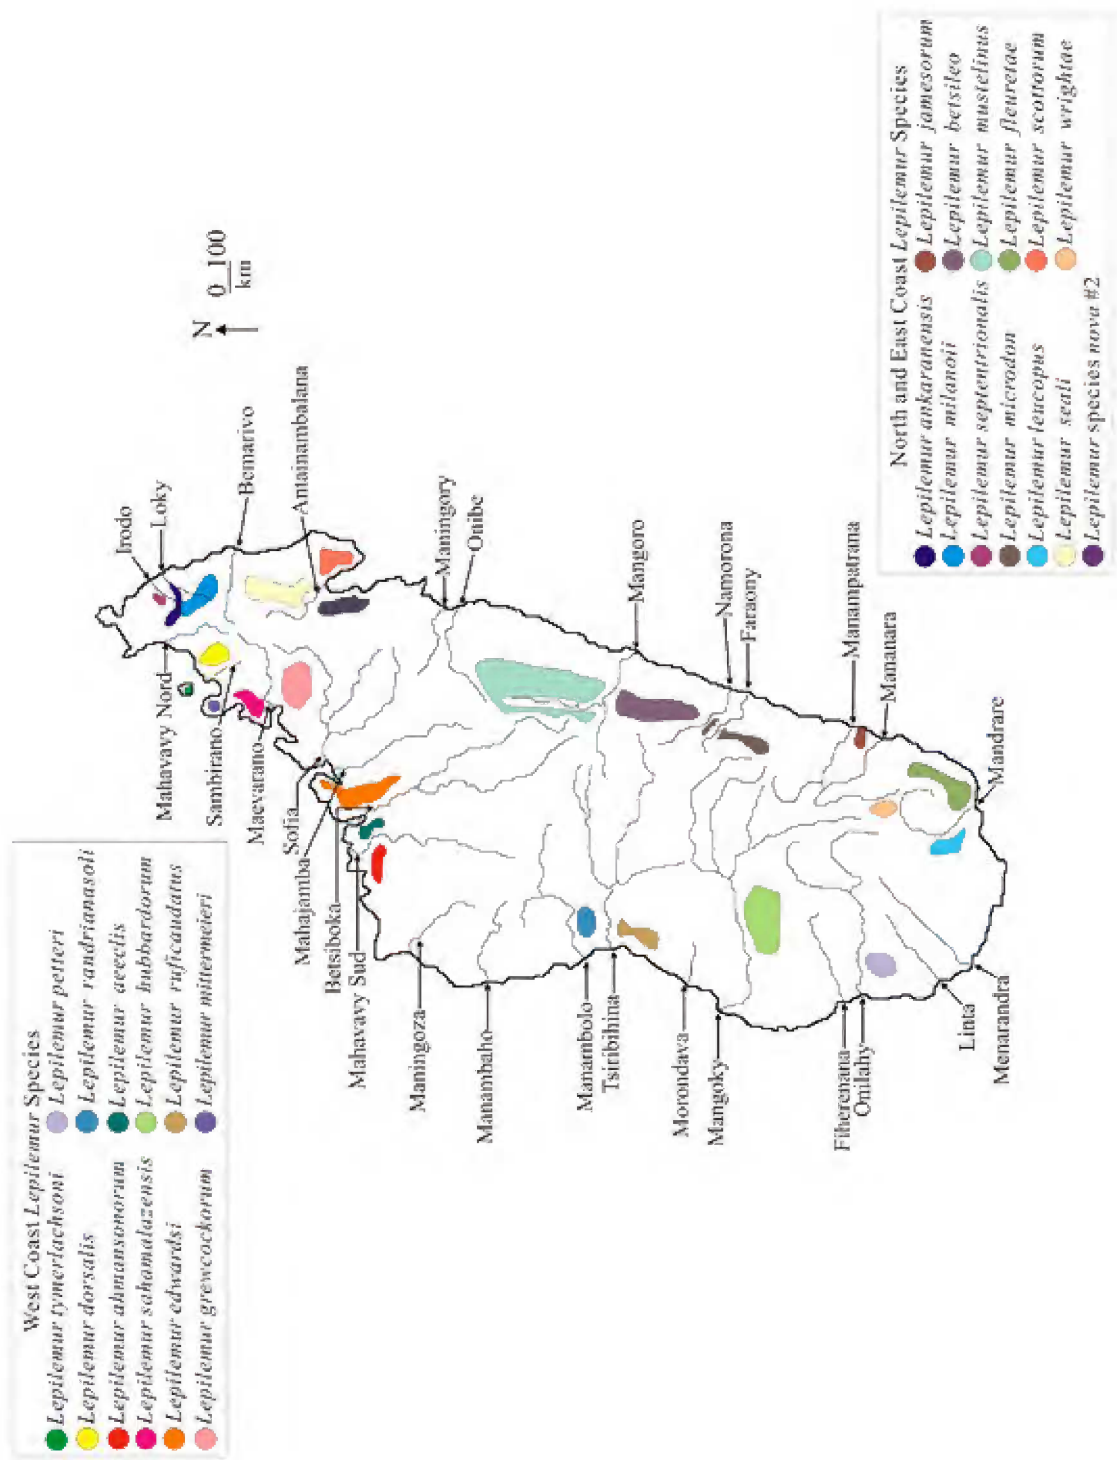 West Coast Lepilemur Species
Lepilemur tymerlachsoni
Lepilemur dorsalis
Lepilemur ahmansonorum
Lepilemur sahamalazensis
Lepilemur edwardsi
Lepilemur grewcockorum
Lepilemur petteri
Lepilemur randrianasoli
Lepilemur aeeclis
Lepilemur hubbardorum
Lepilemur ruficaudatus
Lepilemur mittermeieri
N
0 100
km
Irodo
Loky
Bemarivo
Antainambalana
Maningory
Onibe
Mangoro
Namorona
Faraony
Manampatrana
Mananara
Mandrare
Mahavavy Nord
Sambirano
Maevarano
Sofia
Mahajamba
Betsiboka
Mahavavy Sud
Maningoza
Manambaho
Manambolo
Tsiribihina
Morondava
Mangoky
Fiherenana
Onilahy
Linta
Menarandra
North and East Coast Lepilemur Species
Lepilemur ankaranensis
Lepilemur milanoii
Lepilemur septentrionalis
Lepilemur microdon
Lepilemur leucopus
Lepilemur seali
Lepilemur species nova #2
Lepilemur jamesorum
Lepilemur betsileo
Lepilemur mustelinus
Lepilemur fleuretae
Lepilemur scottorum
Lepilemur wrightae